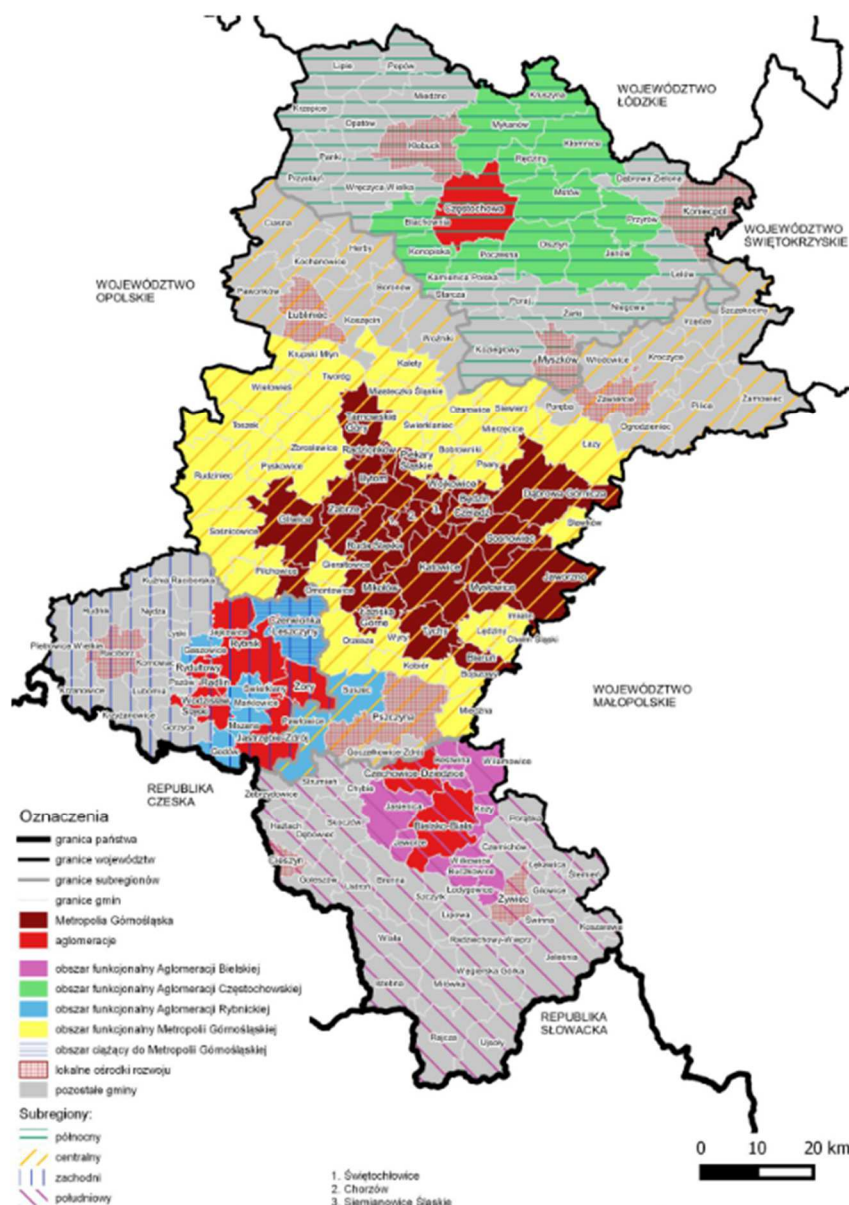 WOJEWÓDZTWO
ŁÓDZKIE
Lipie
Popów
Miedźno
Kruszyna
Krzepice
Opatów
Mykanów
Kłobuck
Kłomnice
Rędziny
Panki
Przystajń
Wręczyca Wielka
Dąbrowa Zielona
Mstów
Koniecpol
Częstochowa
Blachownia
Przyrów
WOJEWÓDZTWO
ŚWIĘTOKRZYSKIE
Ciasna
Herby
Konopiska
Olsztyn
Janów
Poczesna
WOJEWÓDZTWO
OPOLSKIE
Kochanowice
Kamienica Polska
Lelów
Pawonków
Boronów
Starcza
Poraj
Żarki
Niegowa
Lubliniec
Koszęcin
Szczekociny
Irządze
Woźniki
Koziegłowy
Myszków
Włodowice
Kroczyce
Krupski Młyn
Kalety
Tworóg
Wielowieś
Miasteczko Śląskie
Zawiercie
Żarnowiec
Ożarowice
Siewierz
Poręba
Pilica
Tarnowskie
Góry
Świerklaniec
Mierzęcice
Ogrodzieniec
Toszek
Zbrosławice
Radzionków
Piekary
Śląskie
Bobrowniki
Łazy
Rudziniec
Pyskowice
Psary
Bytom
Wojkowice
Będzin
Dąbrowa Górnicza
Zabrze
Czeladź
Gliwice
2.
3.
Sławków
Sośnicowice
Ruda Śląska
Sosnowiec
Katowice
Pilchowice
Gierałtowice
Jaworzno
Kuźnia Raciborska
Mikołów
Mysłowice
Ornontowice
Rudnik
Nędza
Łaziska
Górne
Imielin
Czerwionka
Leszczyny
Lędziny
Chełm Śląski
Lyski
Jejkowice
Rybnik
Orzesze
Wyry
Tychy
Pietrowice Wielkie
Racibórz
Gaszowice
Bieruń
Kornowac
Rydułtowy
Kobiór
Bojszowy
Radlin
Pszów
Żory
Suszec
Krzanowice
Lubomia
Świerklany
WOJEWÓDZTWO
MAŁOPOLSKIE
Wodzisław
Śląski
Marklowice
Pszczyna
Miedźna
Krzyżanowice
Mszana
Pawłowice
Gorzyce
Jastrzębie-Zdrój
Godów
Goczałkowice-Zdrój
REPUBLIKA
CZESKA
Strumień
Bestwina
Wilamowice
Zebrzydowice
Chybie
Czechowice-Dziedzice
Oznaczenia
Jasienica
Kozy
granica państwa
Hażlach
Skoczów
Bielsko-Biała
Porąbka
granice województw
Dębowiec
Jaworze
Czernichów
Cieszyn
Wilkowice
Łękawica
Ślemień
granice subregionów
Goleszów
Ustroń
Brenna
Buczkowice
Gilowice
granice gmin
Szczyrk
Łodygowice
Żywiec
Metropolia Górnośląska
Lipowa
Świnna
Koszarawa
aglomeracje
Wisła
Radziechowy-Wieprz
Jeleśnia
obszar funkcjonalny Aglomeracji Bielskiej
Węgierska Górka
obszar funkcjonalny Aglomeracji Częstochowskiej
Istebna
Milówka
obszar funkcjonalny Aglomeracji Rybnickiej
REPUBLIKA
SŁOWACKA
obszar funkcjonalny Metropolii Górnośląskiej
Rajcza
Ujsoły
obszar ciążący do Metropolii Górnośląskiej
lokalne ośrodki rozwoju
pozostałe gminy
Subregiony:
północny
centralny
zachodni
południowy
0 10 20 km
1. Świętochłowice
2. Chorzów
3. Siemianowice Śląskie